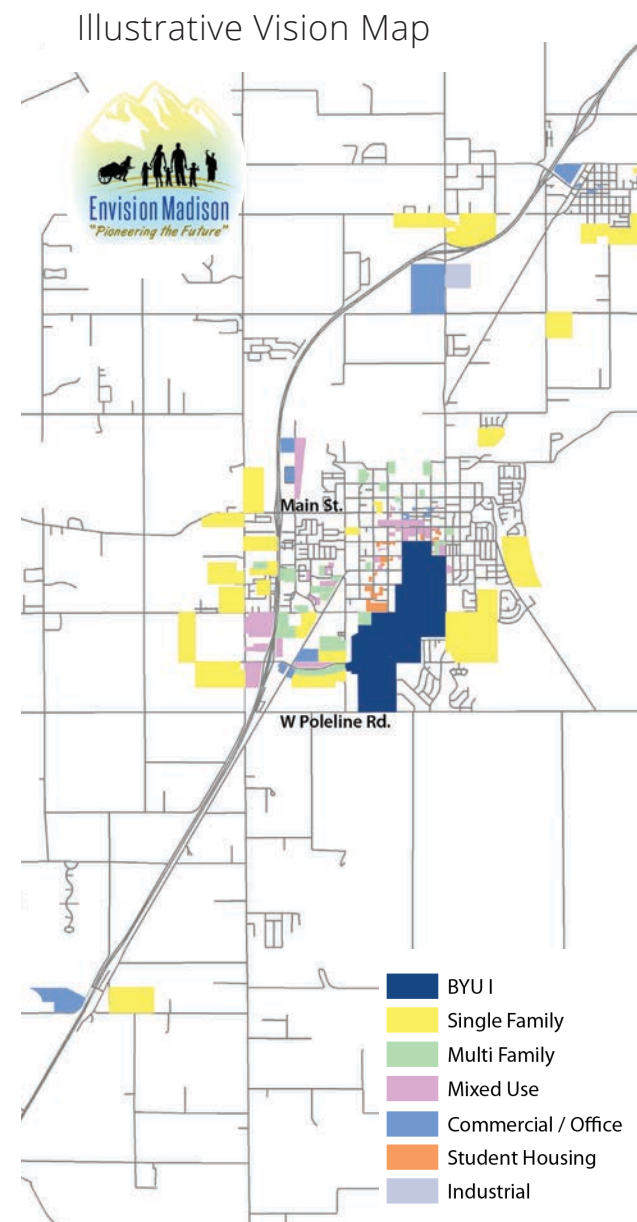 Illustrative Vision Map
Envision Madison
"Pioneering the Future"
Main St.
W Poleline Rd.
BYU I
Single Family
Multi Family
Mixed Use
Commercial / Office
Student Housing
Industrial